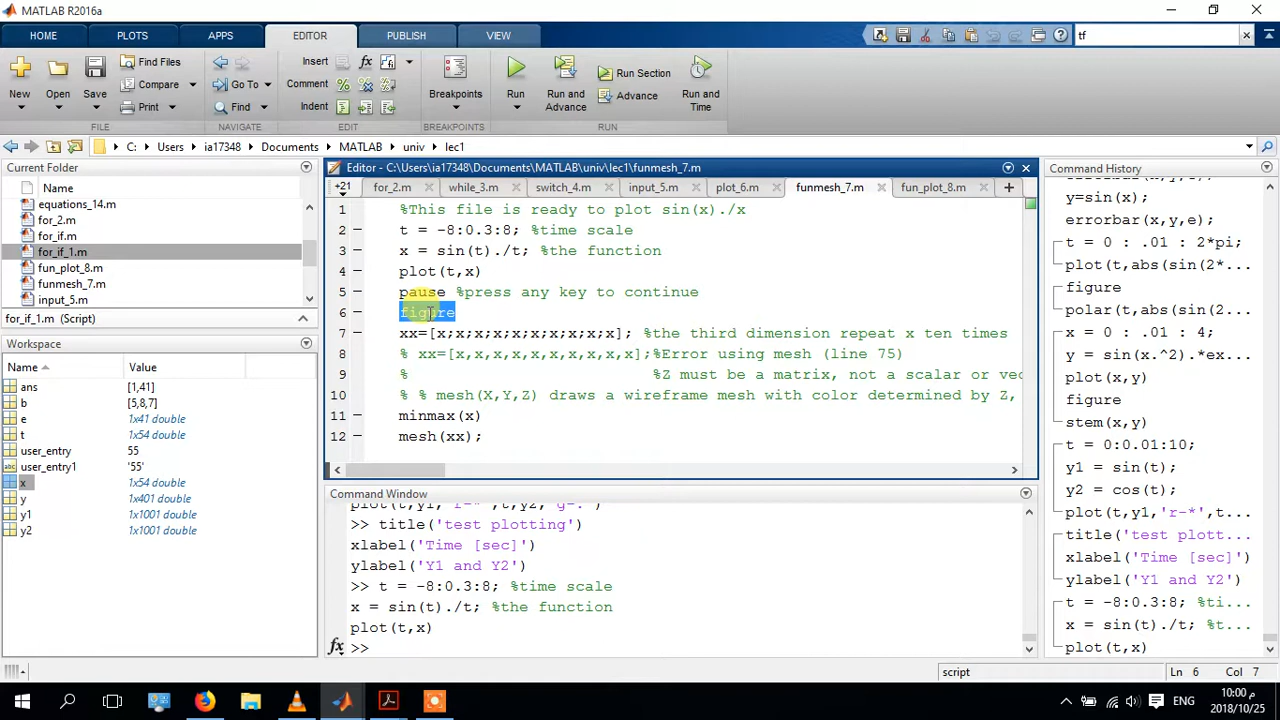 MATLAB R2016a
HOME PLOTS APPS EDITOR PUBLISH VIEW
tf
New Open Save Find Files Compare Print
Go To Find
Insert fx
Comment
Indent
Breakpoints
Run Run and Advance Run Section Advance Run and Time
FILE NAVIGATE EDIT BREAKPOINTS RUN
C: Users ia17348 Documents MATLAB univ lec1
Current Folder
Name
equations_14.m
for_2.m
for_if.m
for_if_1.m
fun_plot_8.m
funmesh_7.m
input_5.m
for_if_1.m (Script)
Workspace
Name Value
ans [1,41]
b [5,8,7]
e 1x41 double
t 1x54 double
user_entry 55
user_entry1 '55'
x 1x54 double
y 1x401 double
y1 1x1001 double
y2 1x1001 double
Editor - C:\Users\ia17348\Documents\MATLAB\univ\lec1\funmesh_7.m
+21 for_2.m while_3.m switch_4.m input_5.m plot_6.m funmesh_7.m fun_plot_8.m
1 %This file is ready to plot sin(x)./x
2 t = -8:0.3:8; %time scale
3 x = sin(t)./t; %the function
4 plot(t,x)
5 pause %press any key to continue
6 figure
7 xx=[x;x;x;x;x;x;x;x;x;x]; %the third dimension repeat x ten times
8 % xx=[x,x,x,x,x,x,x,x,x,x];%Error using mesh (line 75)
9 % %Z must be a matrix, not a scalar or vec
10 % % mesh(X,Y,Z) draws a wireframe mesh with color determined by Z,
11 minmax(x)
12 mesh(xx);
Command Window
plot(t,y1,'r-*',t,y2,'g=.')
>> title('test plotting')
xlabel('Time [sec]')
ylabel('Y1 and Y2')
>> t = -8:0.3:8; %time scale
x = sin(t)./t; %the function
plot(t,x)
fx >>
Command History
y=sin(x);
errorbar(x,y,e);
t = 0 : .01 : 2*pi;
plot(t,abs(sin(2*...
figure
polar(t,abs(sin(2*...
x = 0 : .01 : 4;
y = sin(x.^2).*ex...
plot(x,y)
figure
stem(x,y)
t = 0:0.01:10;
y1 = sin(t);
y2 = cos(t);
plot(t,y1,'r-*',t...
title('test plott...
xlabel('Time [sec]')
ylabel('Y1 and Y2')
t = -8:0.3:8; %ti...
x = sin(t)./t; %t...
plot(t,x)
script Ln 6 Col 7
ENG
10:00 م
2018/10/25